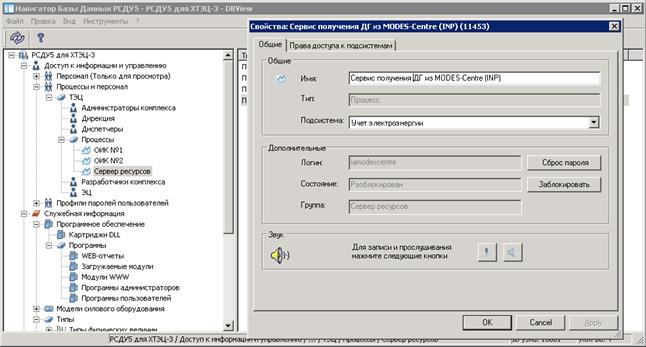 Навигатор Базы Данных РСДУ5 - РСДУ5 для ХТЭЦ-3 - DBView
Файл Правка Вид
РСДУ5 для ХТЭЦ-3
Доступ к информации и управлению
Персонал (Только для просмотра)
Процессы и персонал
ТЭЦ
Администраторы комплекса
Дирекция
Диспетчеры
Процессы
ОИК №1
ОИК №2
Сервер ресурсов
Разработчики комплекса
ЭЦ
Профили паролей пользователей
Служебная информация
Программное обеспечение
Картриджи DLL
Программы
WEB-отчеты
Загружаемые модули
Модули WWW
Программы администраторов
Программы пользователей
Модели силового оборудования
Типы
Типы физических величин
РСДУ5 для ХТЭЦ-3 / Доступ к информации и управлению / ... / ТЭЦ / Процессы / Сервер ресурсов
Свойства: Сервис получения ДГ из MODES-Centre (INP) (11453)
Общие Права доступа к подсистемам
Общие
Имя: Сервис получения ДГ из MODES-Centre (INP)
Тип: Процесс
Подсистема: Учет электроэнергии
Дополнительные
Логин: iamodescentre Сброс пароля
Состояние: Разблокирован Заблокировать
Группа: Сервер ресурсов
Звук
Для записи и прослушивания
нажмите следующие кнопки
OK Cancel Apply